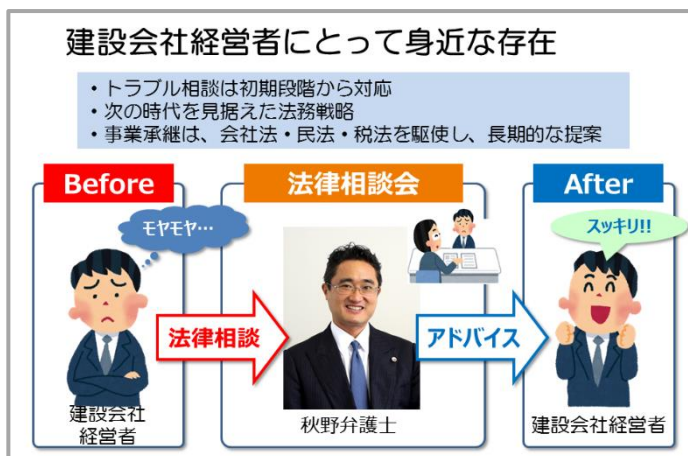 建設会社経営者にとって身近な存在
・トラブル相談は初期段階から対応
・次の時代を見据えた法務戦略
・事業承継は、会社法・民法・税法を駆使し、長期的な提案
Before
法律相談会
After
モヤモヤ…
スッキリ!!
法律相談
アドバイス
建設会社
経営者
秋野弁護士
建設会社経営者